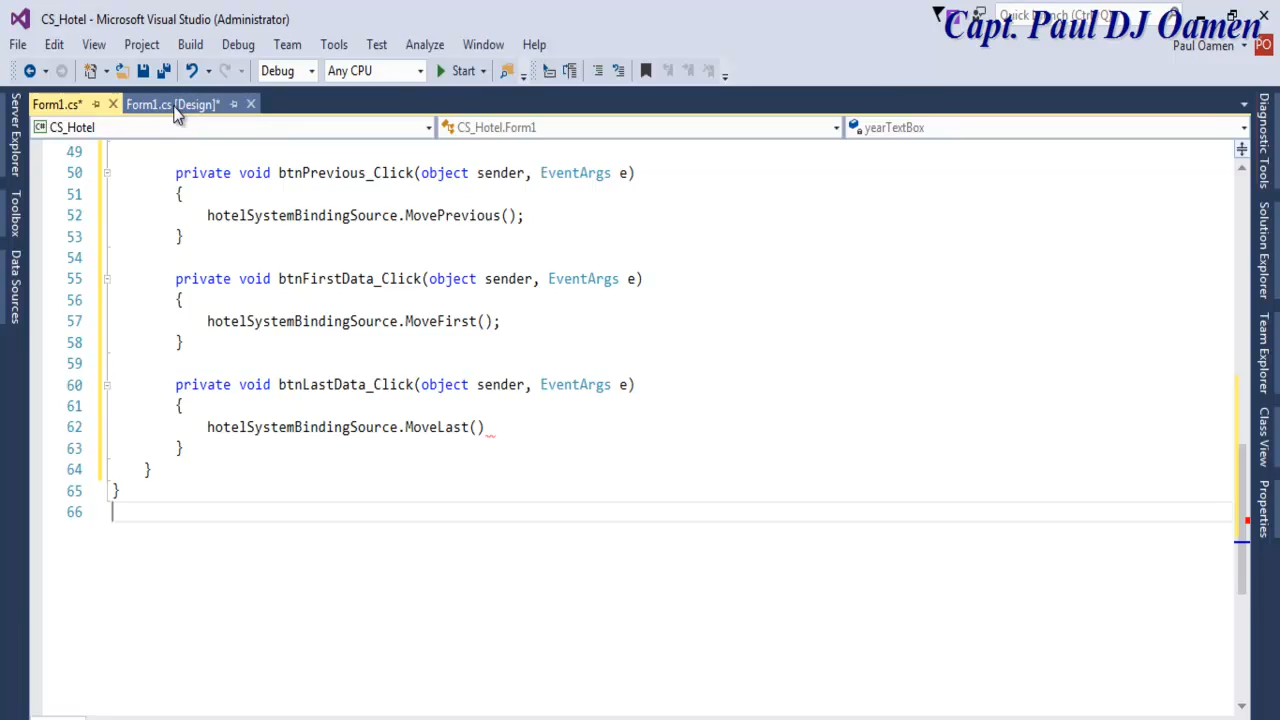 CS_Hotel - Microsoft Visual Studio (Administrator)
Quick Launch (Ctrl+Q)
Capt. Paul DJ Oamen
File Edit View Project Build Debug Team Tools Test Analyze Window Help
Paul Oamen PO
Debug Any CPU Start
Form1.cs* Form1.cs [Design]*
CS_Hotel CS_Hotel.Form1 yearTextBox
Server Explorer
Toolbox
Data Sources
49
50 private void btnPrevious_Click(object sender, EventArgs e)
51 {
52 hotelSystemBindingSource.MovePrevious();
53 }
54
55 private void btnFirstData_Click(object sender, EventArgs e)
56 {
57 hotelSystemBindingSource.MoveFirst();
58 }
59
60 private void btnLastData_Click(object sender, EventArgs e)
61 {
62 hotelSystemBindingSource.MoveLast()
63 }
64 }
65 }
66
Diagnostic Tools
Solution Explorer
Team Explorer
Class View
Properties